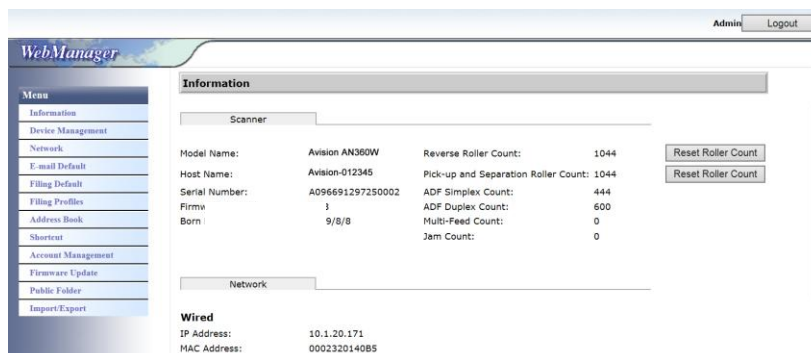 Admin Logout
WebManager
Information
Menu
Information
Device Management
Network
E-mail Default
Filing Default
Filing Profiles
Address Book
Shortcut
Account Management
Firmware Update
Public Folder
Import/Export
Scanner
Model Name: Avision AN360W Reverse Roller Count: 1044 Reset Roller Count
Host Name: Avision-012345 Pick-up and Separation Roller Count: 1044 Reset Roller Count
Serial Number: A096691297250002 ADF Simplex Count: 444
ADF Duplex Count: 600
Born 9/8/8 Multi-Feed Count: 0
Jam Count: 0
Network
Wired
IP Address: 10.1.20.171
MAC Address: 0002320140B5